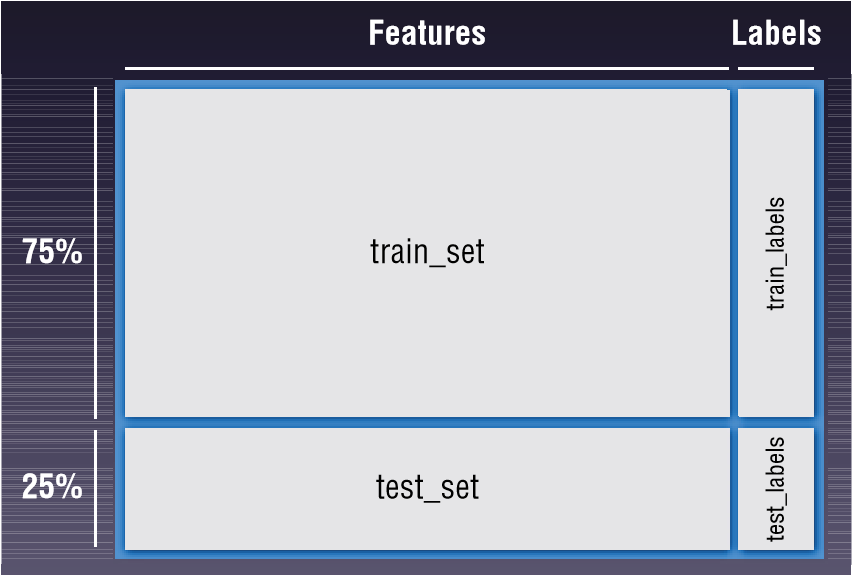 Features
Labels
75%
train_set
train_labels
25%
test_set
test_labels